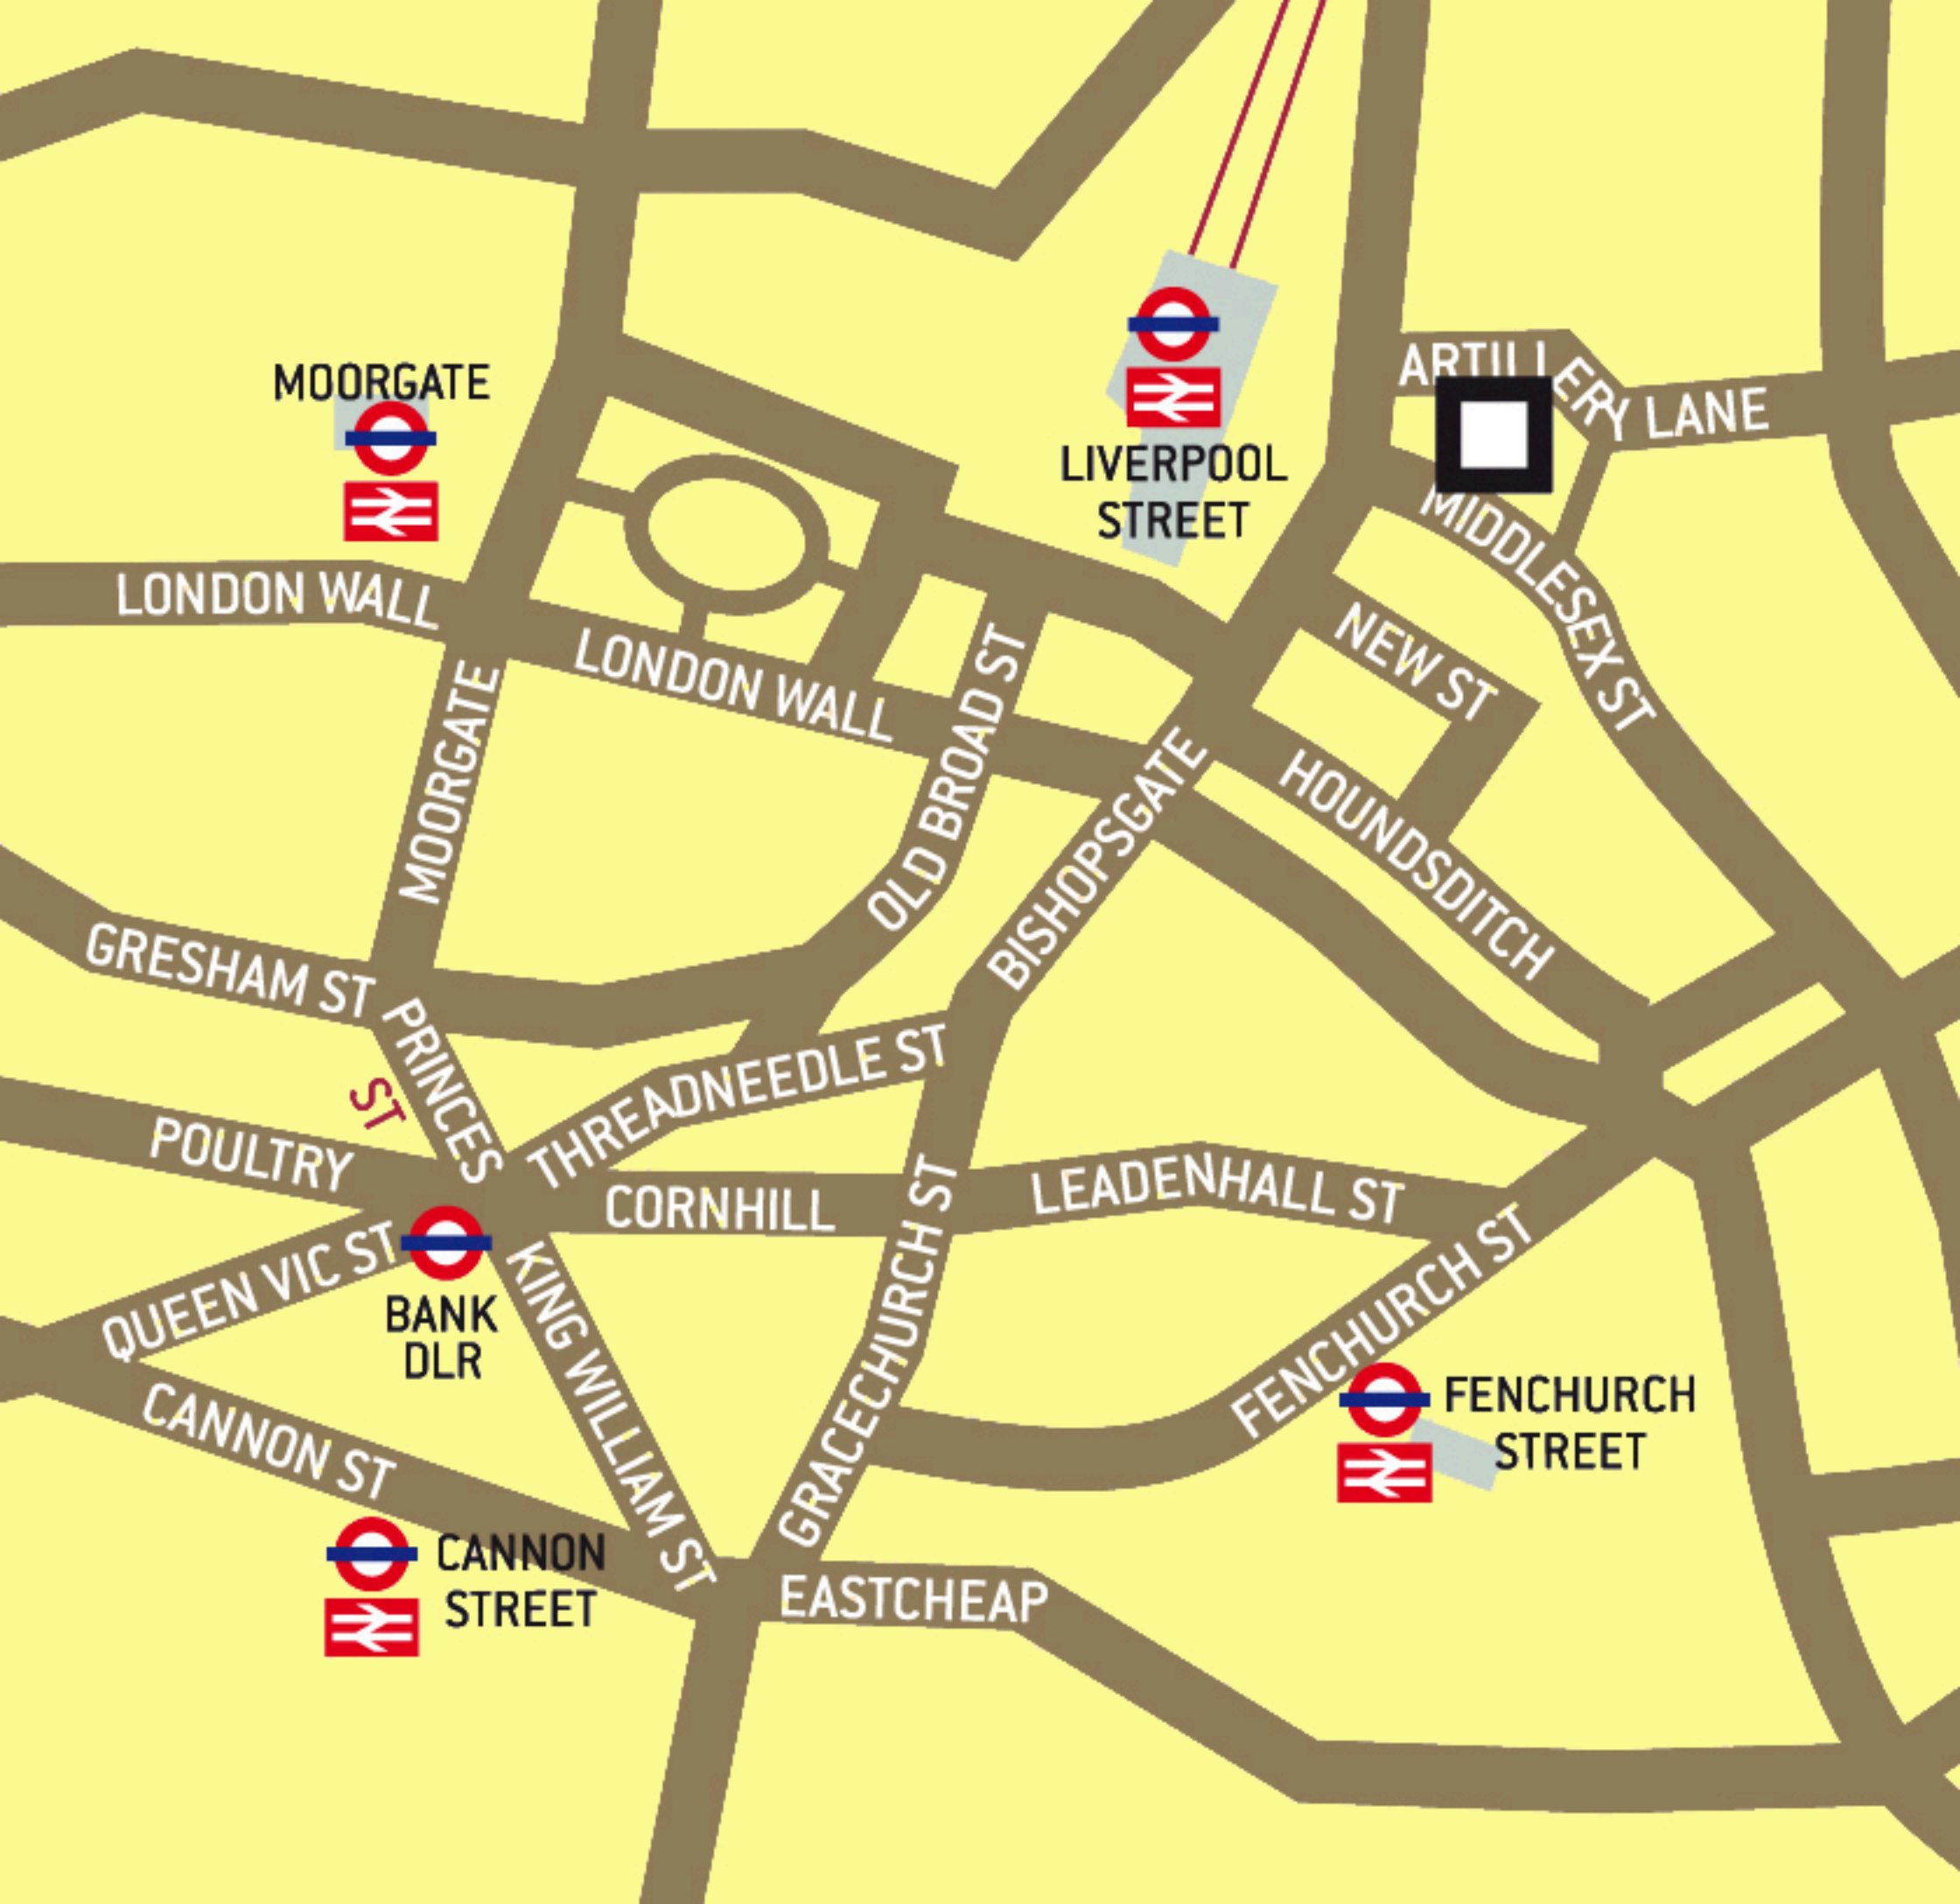 ARTILLERY LANE
MOORGATE
LIVERPOOL
STREET
MIDDLESEX ST
LONDON WALL
LONDON WALL
NEW ST
OLD BROAD ST
MOORGATE
BISHOPSGATE
HOUNDSDITCH
GRESHAM ST
PRINCES
ST
THREADNEEDLE ST
POULTRY
CORNHILL
LEADENHALL ST
QUEEN VIC ST
BANK
DLR
KING WILLIAM ST
GRACECHURCH ST
FENCHURCH ST
FENCHURCH
STREET
CANNON ST
CANNON
STREET
EASTCHEAP